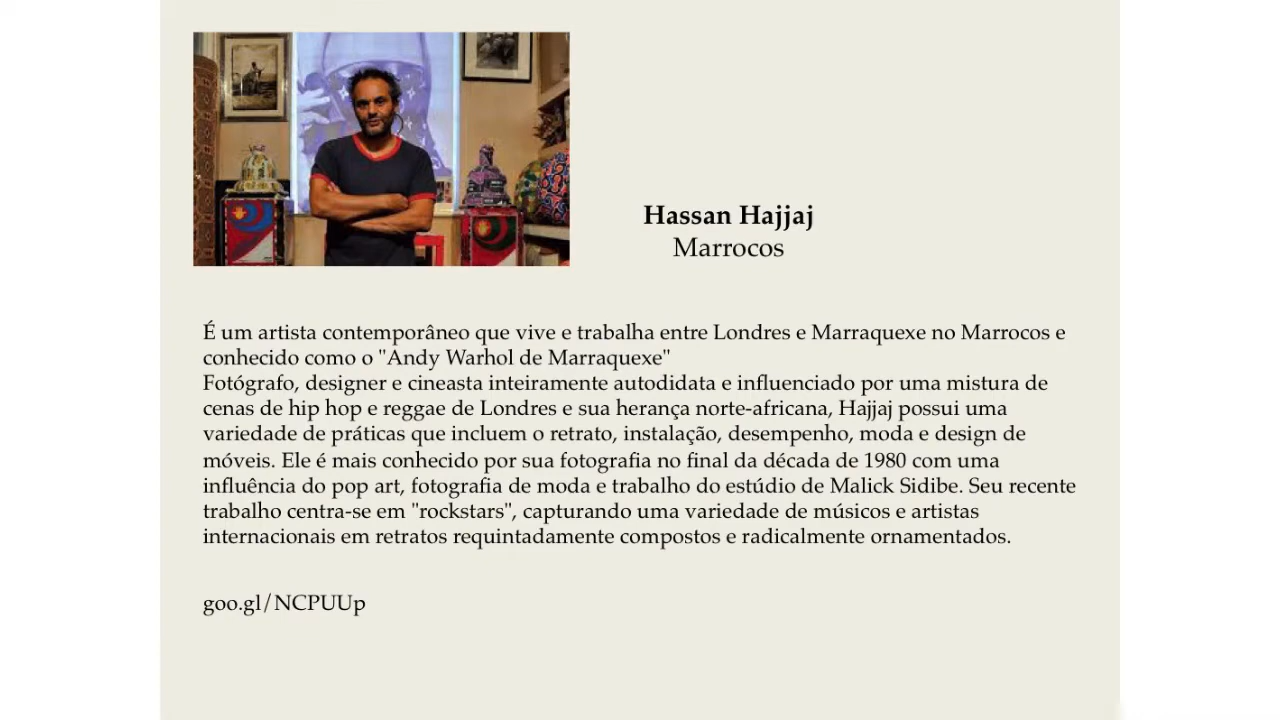 Hassan Hajjaj
Marrocos
É um artista contemporâneo que vive e trabalha entre Londres e Marraquexe no Marrocos e
conhecido como o "Andy Warhol de Marraquexe"
Fotógrafo, designer e cineasta inteiramente autodidata e influenciado por uma mistura de
cenas de hip hop e reggae de Londres e sua herança norte-africana, Hajjaj possui uma
variedade de práticas que incluem o retrato, instalação, desempenho, moda e design de
móveis. Ele é mais conhecido por sua fotografia no final da década de 1980 com uma
influência do pop art, fotografia de moda e trabalho do estúdio de Malick Sidibe. Seu recente
trabalho centra-se em "rockstars", capturando uma variedade de músicos e artistas
internacionais em retratos requintadamente compostos e radicalmente ornamentados.
goo.gl/NCPUUp